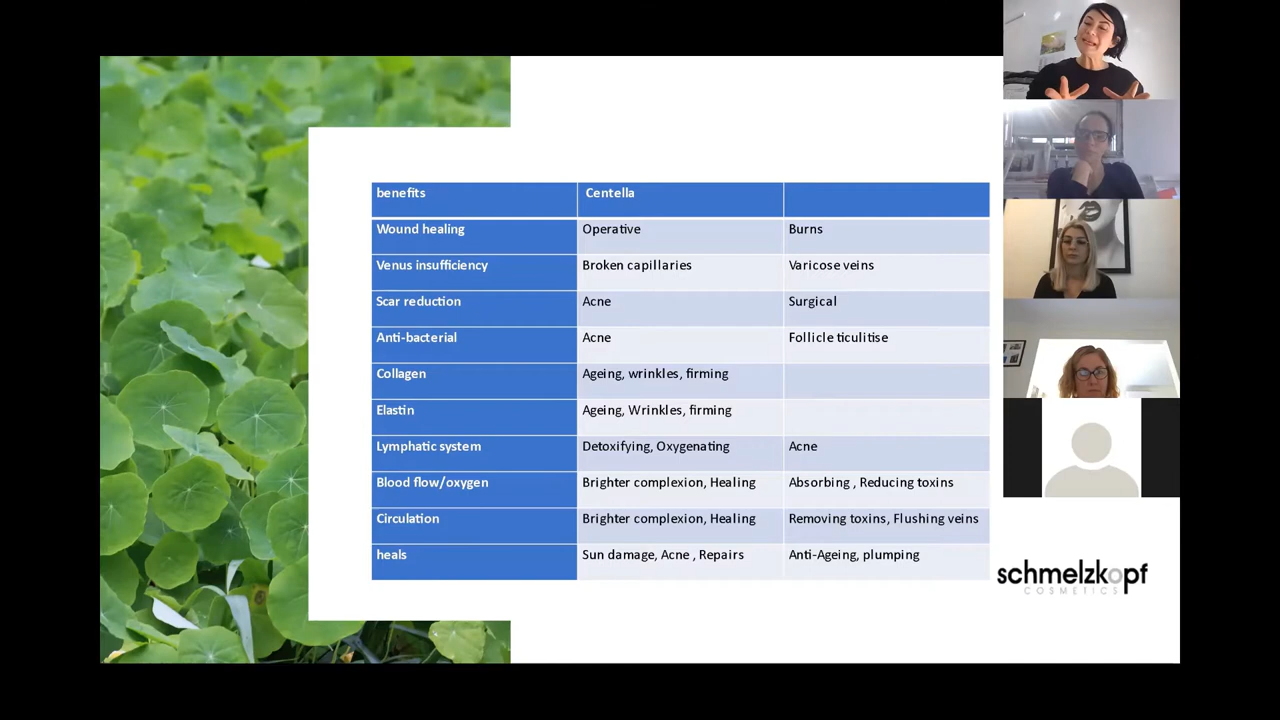 benefits Centella
Wound healing Operative Burns
Venus insufficiency Broken capillaries Varicose veins
Scar reduction Acne Surgical
Anti-bacterial Acne Follicle ticulitise
Collagen Ageing, wrinkles, firming
Elastin Ageing, Wrinkles, firming
Lymphatic system Detoxifying, Oxygenating Acne
Blood flow/oxygen Brighter complexion, Healing Absorbing , Reducing toxins
Circulation Brighter complexion, Healing Removing toxins, Flushing veins
heals Sun damage, Acne , Repairs Anti-Ageing, plumping
schmelzkopf
COSMETICS